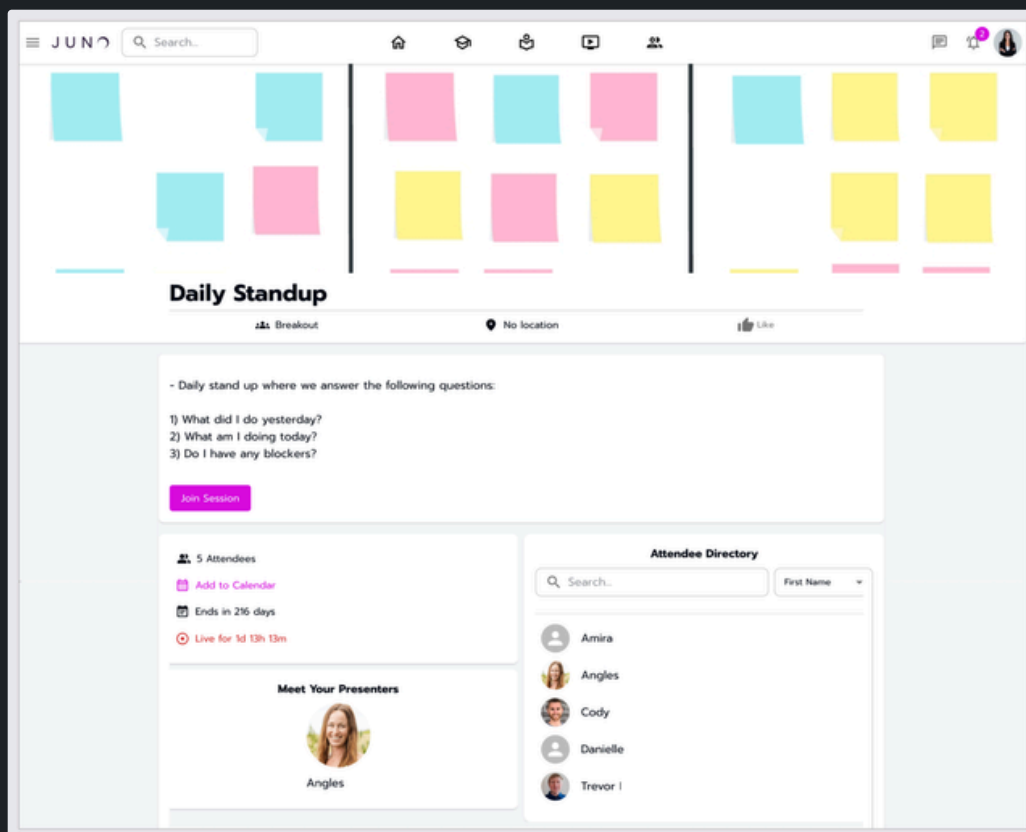 JUNO
Search..
2
Daily Standup
Breakout
No location
Like
- Daily stand up where we answer the following questions:
1) What did I do yesterday?
2) What am I doing today?
3) Do I have any blockers?
Join Session
5 Attendees
Add to Calendar
Ends in 216 days
Live for 1d 13h 13m
Meet Your Presenters
Angles
Attendee Directory
Search..
First Name
Amira
Angles
Cody
Danielle
Trevor I